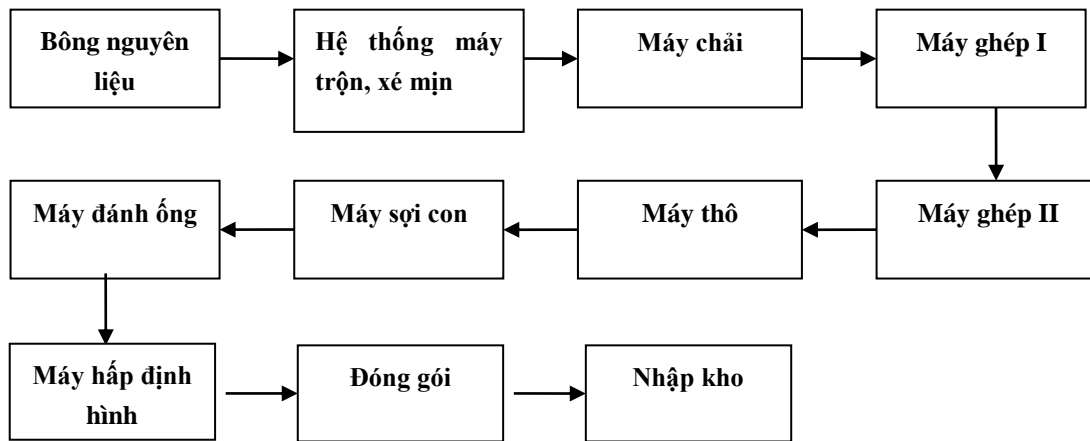 Bông nguyên
liệu
Hệ thống máy
trộn, xé mịn
Máy chải
Máy ghép I
Máy ghép II
Máy thô
Máy sợi con
Máy đánh ống
Máy hấp định
hình
Đóng gói
Nhập kho